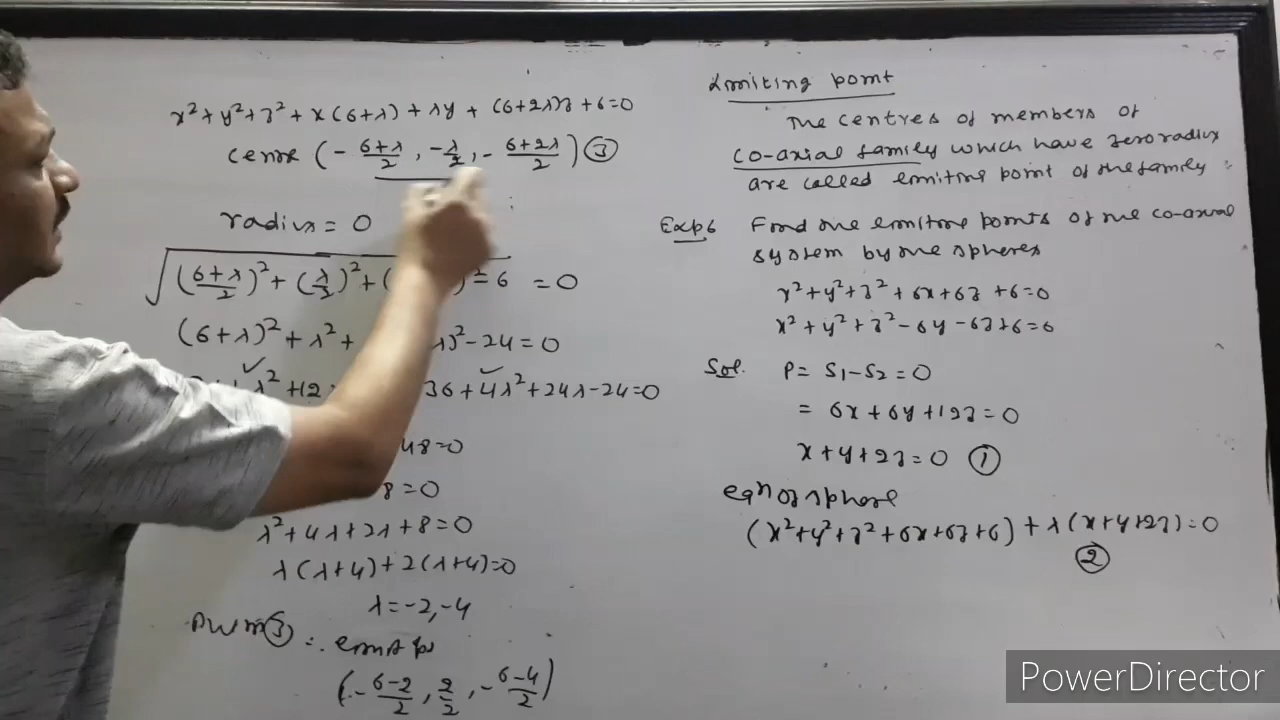 x² + y² + z² + x(6+λ) + λy + (6+2λ)z + 6 = 0
centre (- (6+λ)/2, -λ/2, - (6+2λ)/2) ③
radius = 0
√((6+λ)/2)² + (λ/2)² + ( )² - 6 = 0
(6+λ)² + λ² + λ)² - 24 = 0
λ² + 12 36 + 4λ² + 24λ - 24 = 0
48 = 0
8 = 0
λ² + 4λ + 2λ + 8 = 0
λ(λ+4) + 2(λ+4) = 0
λ = -2, -4
③ ∴
(- (6-2)/2, 2/2, - (6-4)/2)
Limiting point
The centres of members of
co-axial family which have zero radius
are called limiting point of the family
Exp 6 Find the limiting points of the co-axial
system by the spheres
x² + y² + z² + 6x + 6z + 6 = 0
x² + y² + z² - 6y - 6z + 6 = 0
Sol. P = S₁ - S₂ = 0
= 6x + 6y + 12z = 0
x + y + 2z = 0 ①
eqn of sphere
(x² + y² + z² + 6x + 6z + 6) + λ(x + y + 2z) = 0
②
PowerDirector